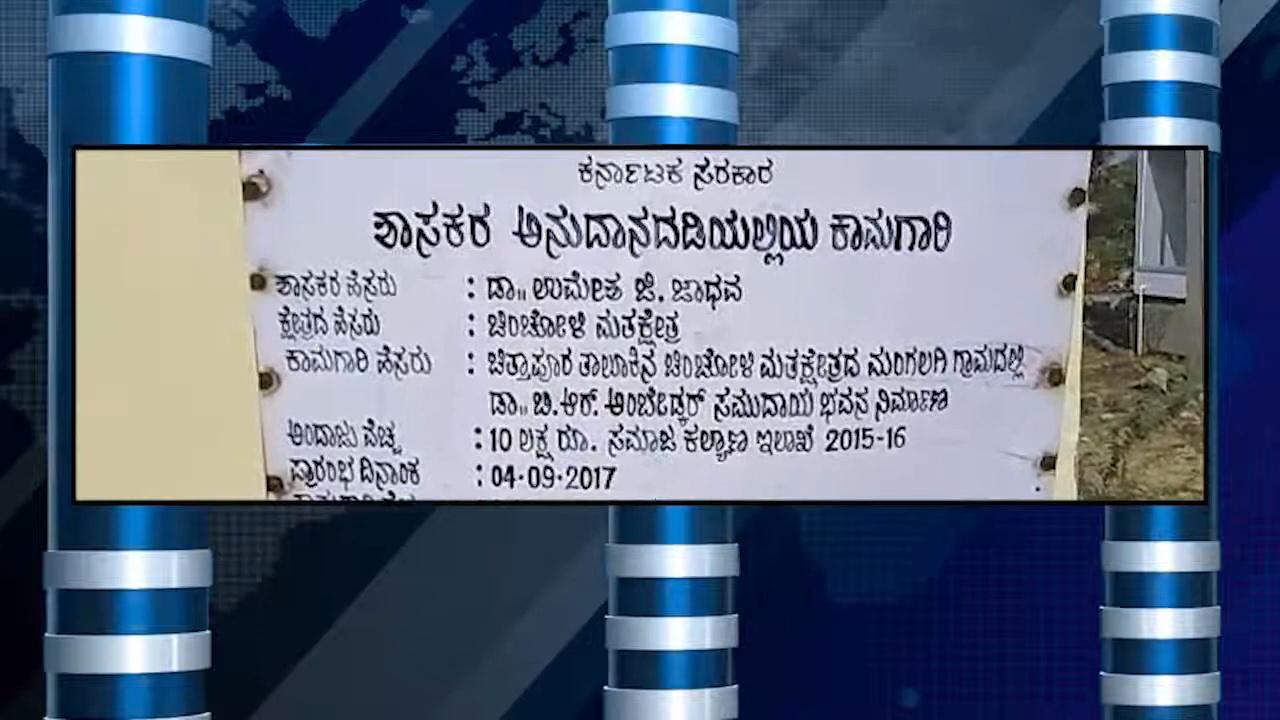 ಕರ್ನಾಟಕ ಸರಕಾರ
ಶಾಸಕರ ಅನುದಾನದಡಿಯಲ್ಲಿಯ ಕಾಮಗಾರಿ
ಶಾಸಕರ ಹೆಸರು : ಡಾ॥ ಉಮೇಶ ಜಿ. ಜಾಧವ
ಕ್ಷೇತ್ರದ ಹೆಸರು : ಚಿಂಚೋಳಿ ಮತಕ್ಷೇತ್ರ
ಕಾಮಗಾರಿ ಹೆಸರು : ಚಿತ್ತಾಪೂರ ತಾಲೂಕಿನ ಚಿಂಚೋಳಿ ಮತಕ್ಷೇತ್ರದ ಮಂಗಲಗಿ ಗ್ರಾಮದಲ್ಲಿ
ಡಾ॥ ಬಿ.ಆರ್. ಅಂಬೇಡ್ಕರ್ ಸಮುದಾಯ ಭವನ ನಿರ್ಮಾಣ
ಅಂದಾಜು ವೆಚ್ಚ : 10 ಲಕ್ಷ ರೂ. ಸಮಾಜ ಕಲ್ಯಾಣ ಇಲಾಖೆ 2015-16
ಪ್ರಾರಂಭ ದಿನಾಂಕ : 04-09-2017